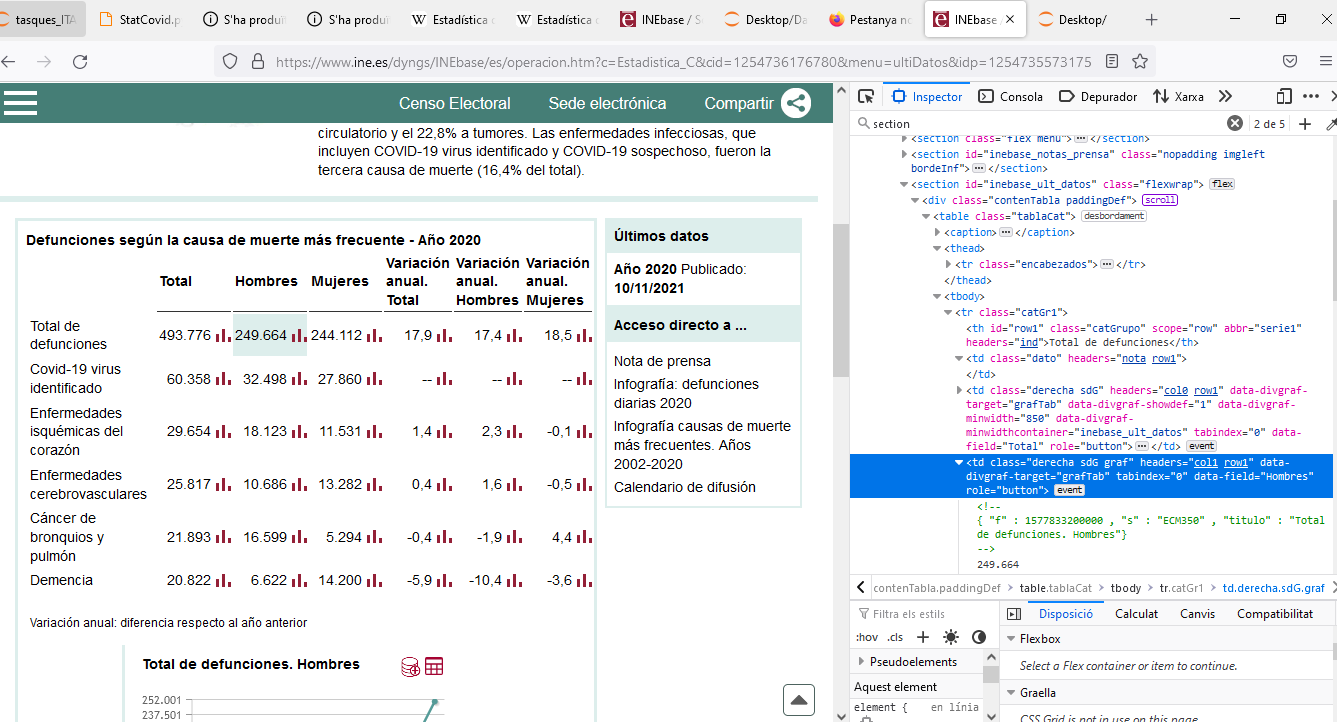 tasques_ITA
StatCovid.p
S'ha produi
S'ha produi
Estadística c
Estadística c
INEbase / S
Desktop/Da
Pestanya no
INEbase /
Desktop/
https://www.ine.es/dyngs/INEbase/es/operacion.htm?c=Estadistica_C&cid=1254736176780&menu=ultiDatos&idp=1254735573175
Censo Electoral Sede electrónica Compartir
circulatorio y el 22,8% a tumores. Las enfermedades infecciosas, que
incluyen COVID-19 virus identificado y COVID-19 sospechoso, fueron la
tercera causa de muerte (16,4% del total).
Defunciones según la causa de muerte más frecuente - Año 2020
Total Hombres Mujeres Variación anual. Total Variación anual. Hombres Variación anual. Mujeres
Total de defunciones 493.776 249.664 244.112 17,9 17,4 18,5
Covid-19 virus identificado 60.358 32.498 27.860 -- -- --
Enfermedades isquémicas del corazón 29.654 18.123 11.531 1,4 2,3 -0,1
Enfermedades cerebrovasculares 25.817 10.686 13.282 0,4 1,6 -0,5
Cáncer de bronquios y pulmón 21.893 16.599 5.294 -0,4 -1,9 4,4
Demencia 20.822 6.622 14.200 -5,9 -10,4 -3,6
Variación anual: diferencia respecto al año anterior
Total de defunciones. Hombres
252.001
237.501
Últimos datos
Año 2020 Publicado:
10/11/2021
Acceso directo a ...
Nota de prensa
Infografía: defunciones
diarias 2020
Infografía causas de muerte
más frecuentes. Años
2002-2020
Calendario de difusión
Inspector Consola Depurador Xarxa
section 2 de 5
<section class="flex menu"> </section>
<section id="inebase_notas_prensa" class="nopadding imgleft
bordeInf"> </section>
<section id="inebase_ult_datos" class="flexwrap"> flex
<div class="contenTabla paddingDef"> scroll
<table class="tablaCat"> desbordament
<caption> </caption>
<thead>
<tr class="encabezados"> </tr>
</thead>
<tbody>
<tr class="catGr1">
<th id="row1" class="catGrupo" scope="row" abbr="serie1"
headers="ind">Total de defunciones</th>
<td class="dato" headers="nota row1">
</td>
<td class="derecha sdG" headers="col0 row1" data-divgraf-
target="grafTab" data-divgraf-showdef="1" data-divgraf-
minwidth="850" data-divgraf-
minwidthcontainer="inebase_ult_datos" tabindex="0" data-
field="Total" role="button"> </td> event
<td class="derecha sdG graf" headers="col1 row1" data-
divgraf-target="grafTab" tabindex="0" data-field="Hombres"
role="button"> event
<!--
{ "f" : 1577833200000 , "s" : "ECM350" , "titulo" : "Total
de defunciones. Hombres"}
-->
249.664
contenTabla.paddingDef table.tablaCat tbody tr.catGr1 td.derecha.sdG.graf
Filtra els estils
:hov .cls
Pseudoelements
Aquest element
element { en línia
Disposició Calculat Canvis Compatibilitat
Flexbox
Select a Flex container or item to continue.
Graella
CSS Grid is not in use on this page